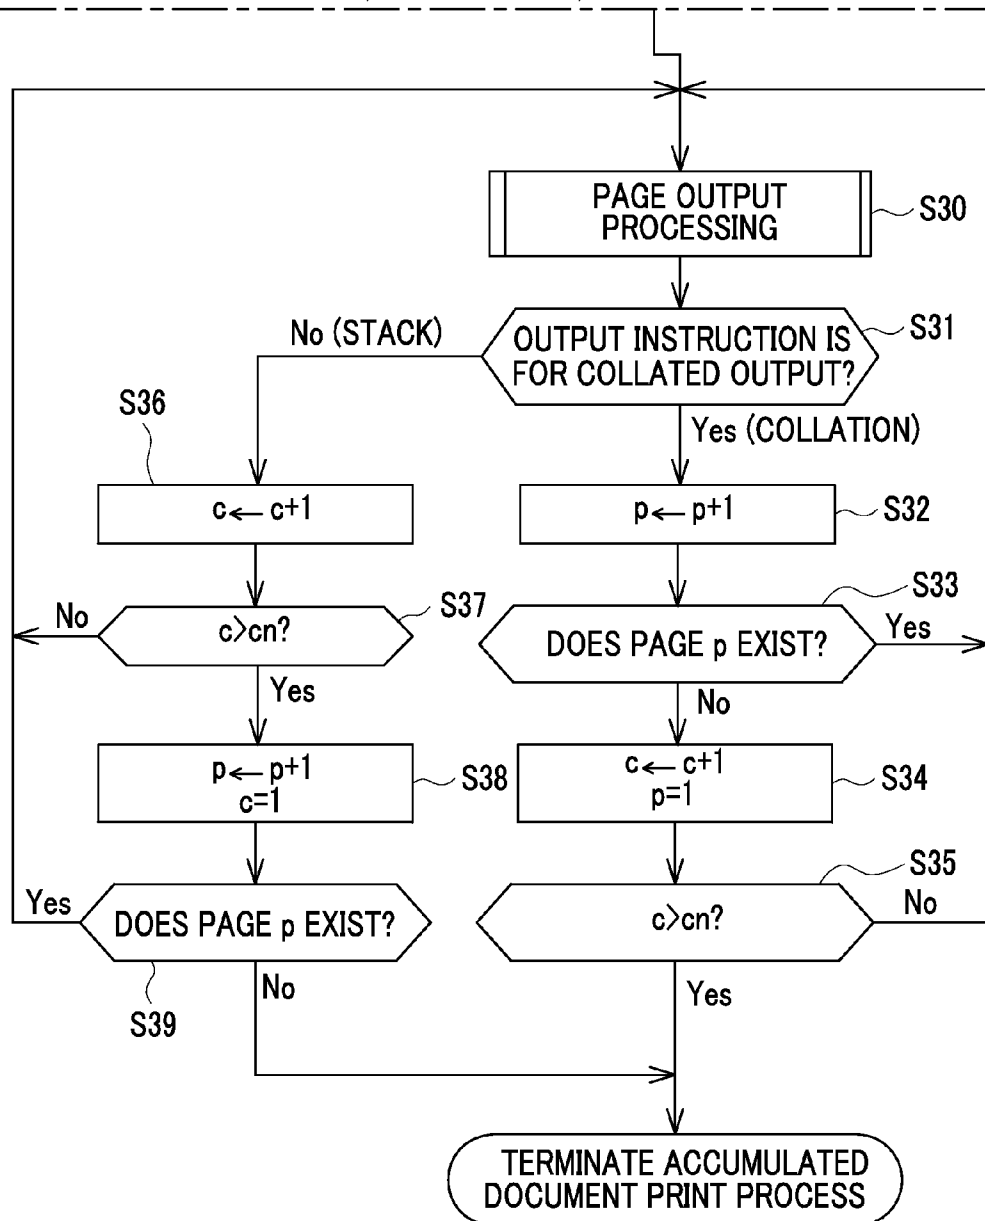 PAGE OUTPUT
PROCESSING
S30
No (STACK)
OUTPUT INSTRUCTION IS
FOR COLLATED OUTPUT?
S31
Yes (COLLATION)
S36
c← c+1
p← p+1
S32
No
c>cn?
S37
Yes
DOES PAGE p EXIST?
S33
Yes
No
p← p+1
c=1
S38
c← c+1
p=1
S34
Yes
DOES PAGE p EXIST?
S39
No
c>cn?
S35
No
Yes
TERMINATE ACCUMULATED
DOCUMENT PRINT PROCESS